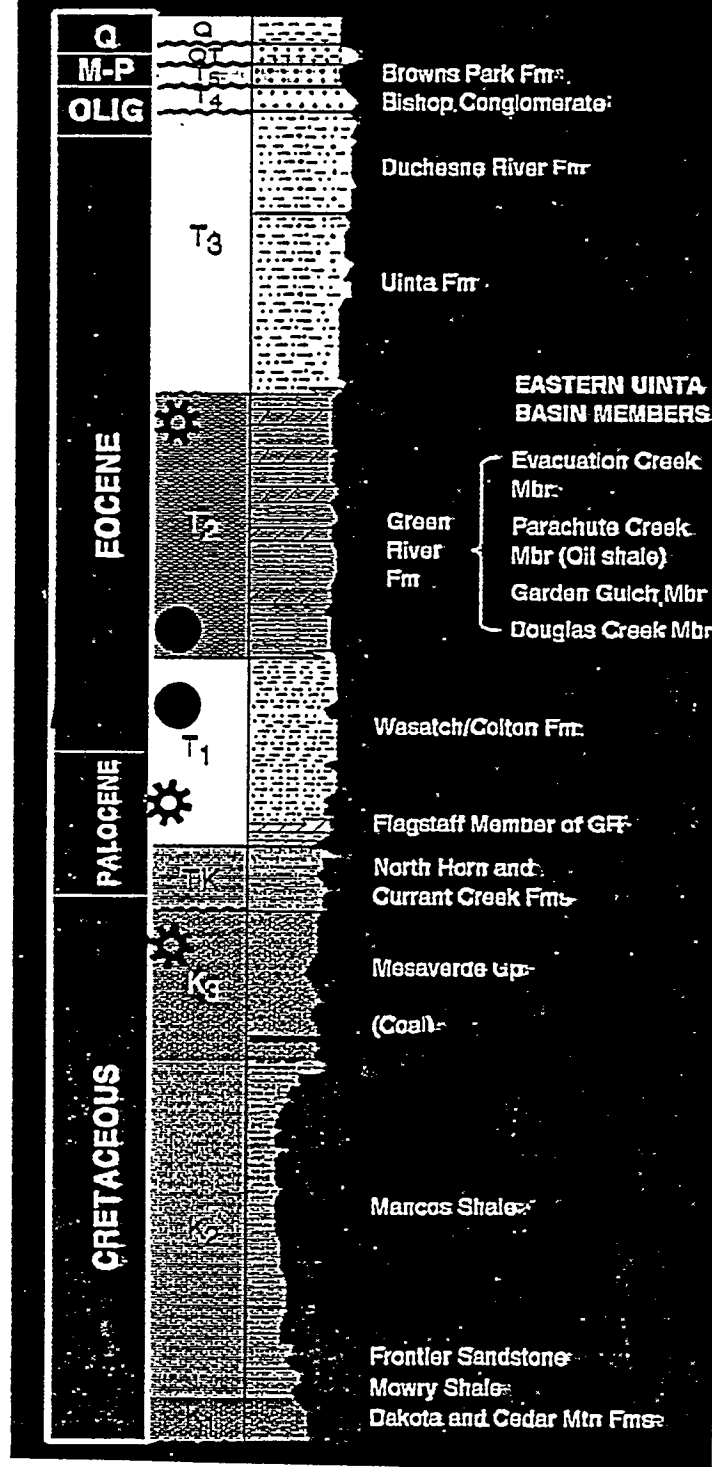 Q
M-P
OLIG
EOCENE
PALOCENE
CRETACEOUS
Q
QT
T5
T4
T3
T2
T1
TK
K3
K2
Browns Park Fm
Bishop Conglomerate
Duchesne River Fm
Uinta Fm
EASTERN UINTA
BASIN MEMBERS
Evacuation Creek
Mbr
Parachute Creek
Mbr (Oil shale)
Garden Gulch Mbr
Douglas Creek Mbr
Green
River
Fm
Wasatch/Colton Fm
Flagstaff Member of GR
North Horn and
Currant Creek Fms
Mesaverde Gp
(Coal)
Mancos Shale
Frontier Sandstone
Mowry Shale
Dakota and Cedar Mtn Fms